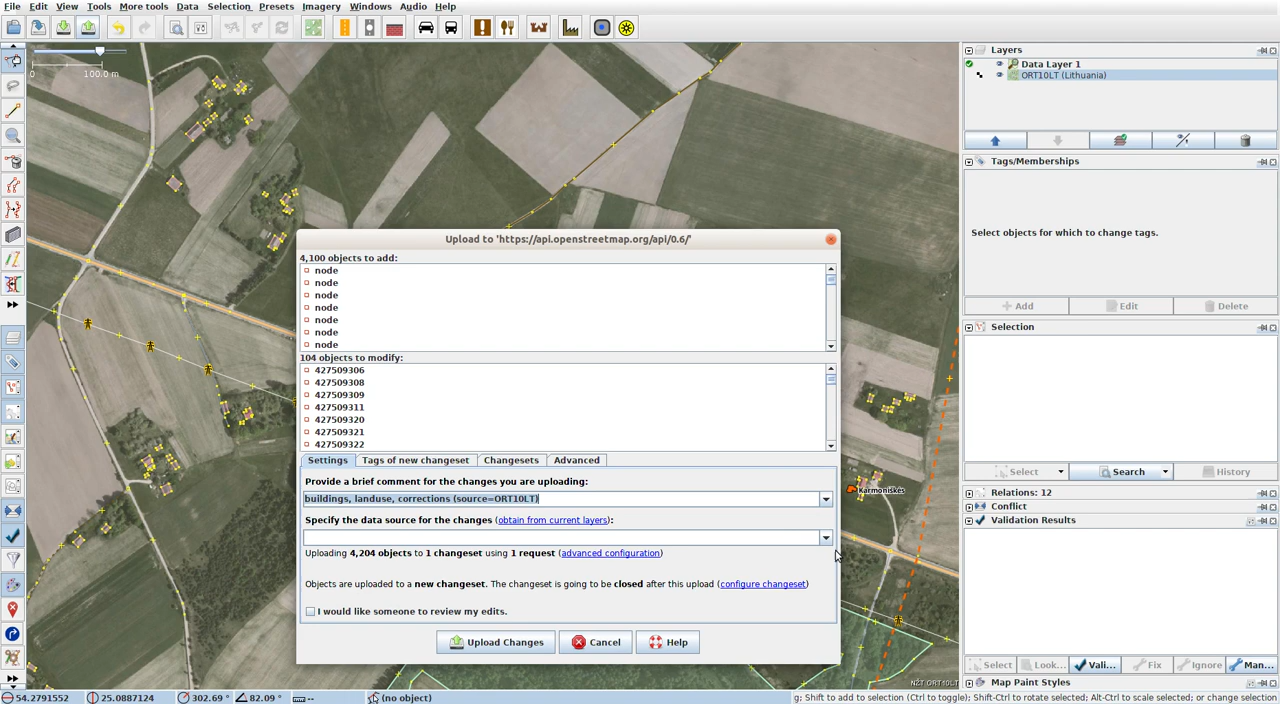 File Edit View Tools More tools Data Selection Presets Imagery Windows Audio Help
0 100.0 m
Layers
Data Layer 1
ORT10LT (Lithuania)
Tags/Memberships
Select objects for which to change tags.
Add Edit Delete
Selection
Select Search History
Relations: 12
Conflict
Validation Results
Select Look... Vali... Fix Ignore Man...
Map Paint Styles
Upload to 'https://api.openstreetmap.org/api/0.6/'
4,100 objects to add:
node
node
node
node
node
node
node
104 objects to modify:
427509306
427509308
427509309
427509311
427509320
427509321
427509322
Settings Tags of new changeset Changesets Advanced
Provide a brief comment for the changes you are uploading:
buildings, landuse, corrections (source=ORT10LT)
Specify the data source for the changes (obtain from current layers):
Uploading 4,204 objects to 1 changeset using 1 request (advanced configuration)
Objects are uploaded to a new changeset. The changeset is going to be closed after this upload (configure changeset)
I would like someone to review my edits.
Upload Changes Cancel Help
Karmoniškės
NŽT ORT10LT
54.2791552 25.0887124 302.69 ° 82.09 ° -- (no object)
g; Shift to add to selection (Ctrl to toggle); Shift-Ctrl to rotate selected; Alt-Ctrl to scale selected; or change selection